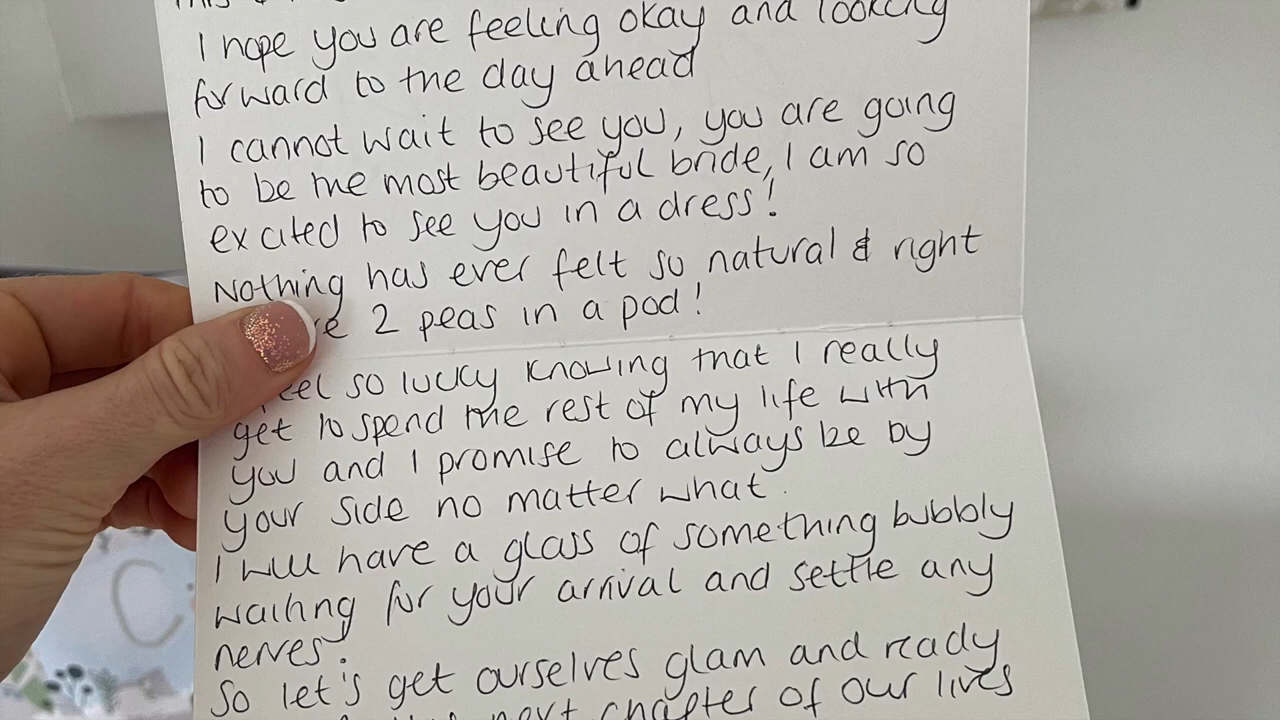 I hope you are feeling okay and looking
forward to the day ahead
I cannot wait to see you, you are going
to be the most beautiful bride, I am so
excited to see you in a dress!
Nothing has ever felt so natural & right
2 peas in a pod!
so lucky knowing that I really
get to spend the rest of my life with
you and I promise to always be by
your side no matter what.
I will have a glass of something bubbly
waiting for your arrival and settle any
nerves.
So let's get ourselves glam and ready
next chapter of our lives